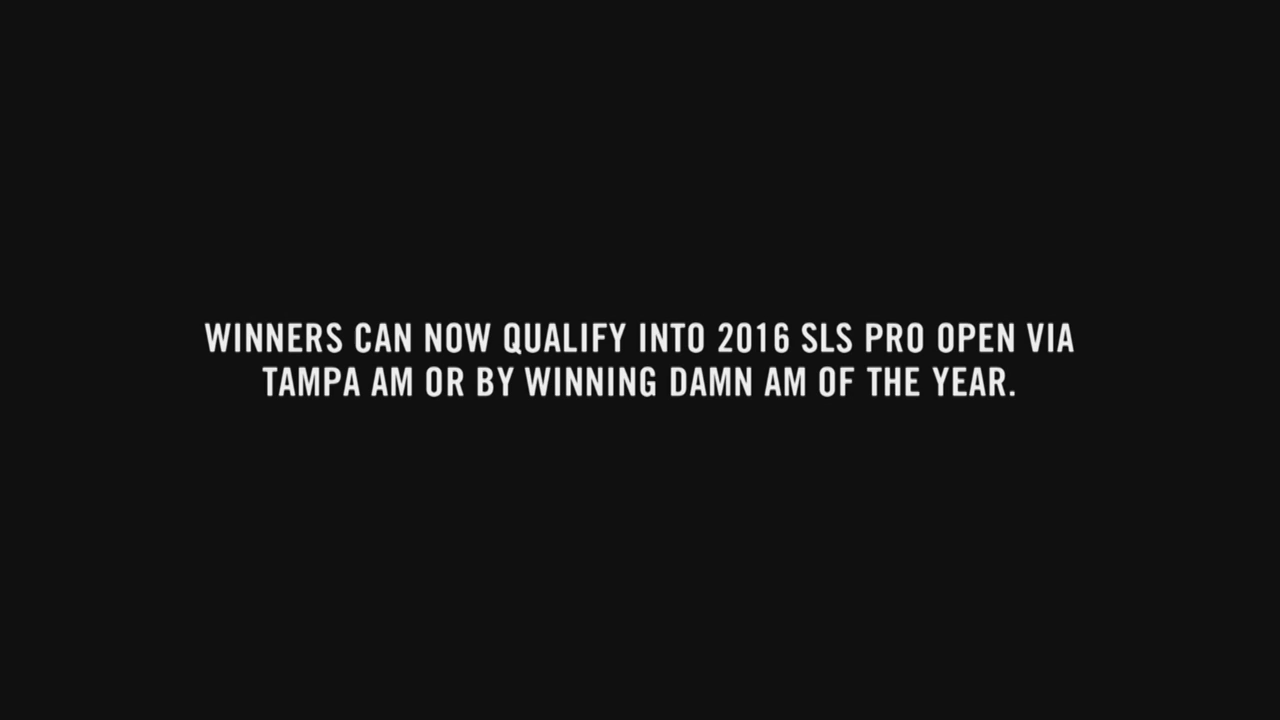 WINNERS CAN NOW QUALIFY INTO 2016 SLS PRO OPEN VIA
TAMPA AM OR BY WINNING DAMN AM OF THE YEAR.